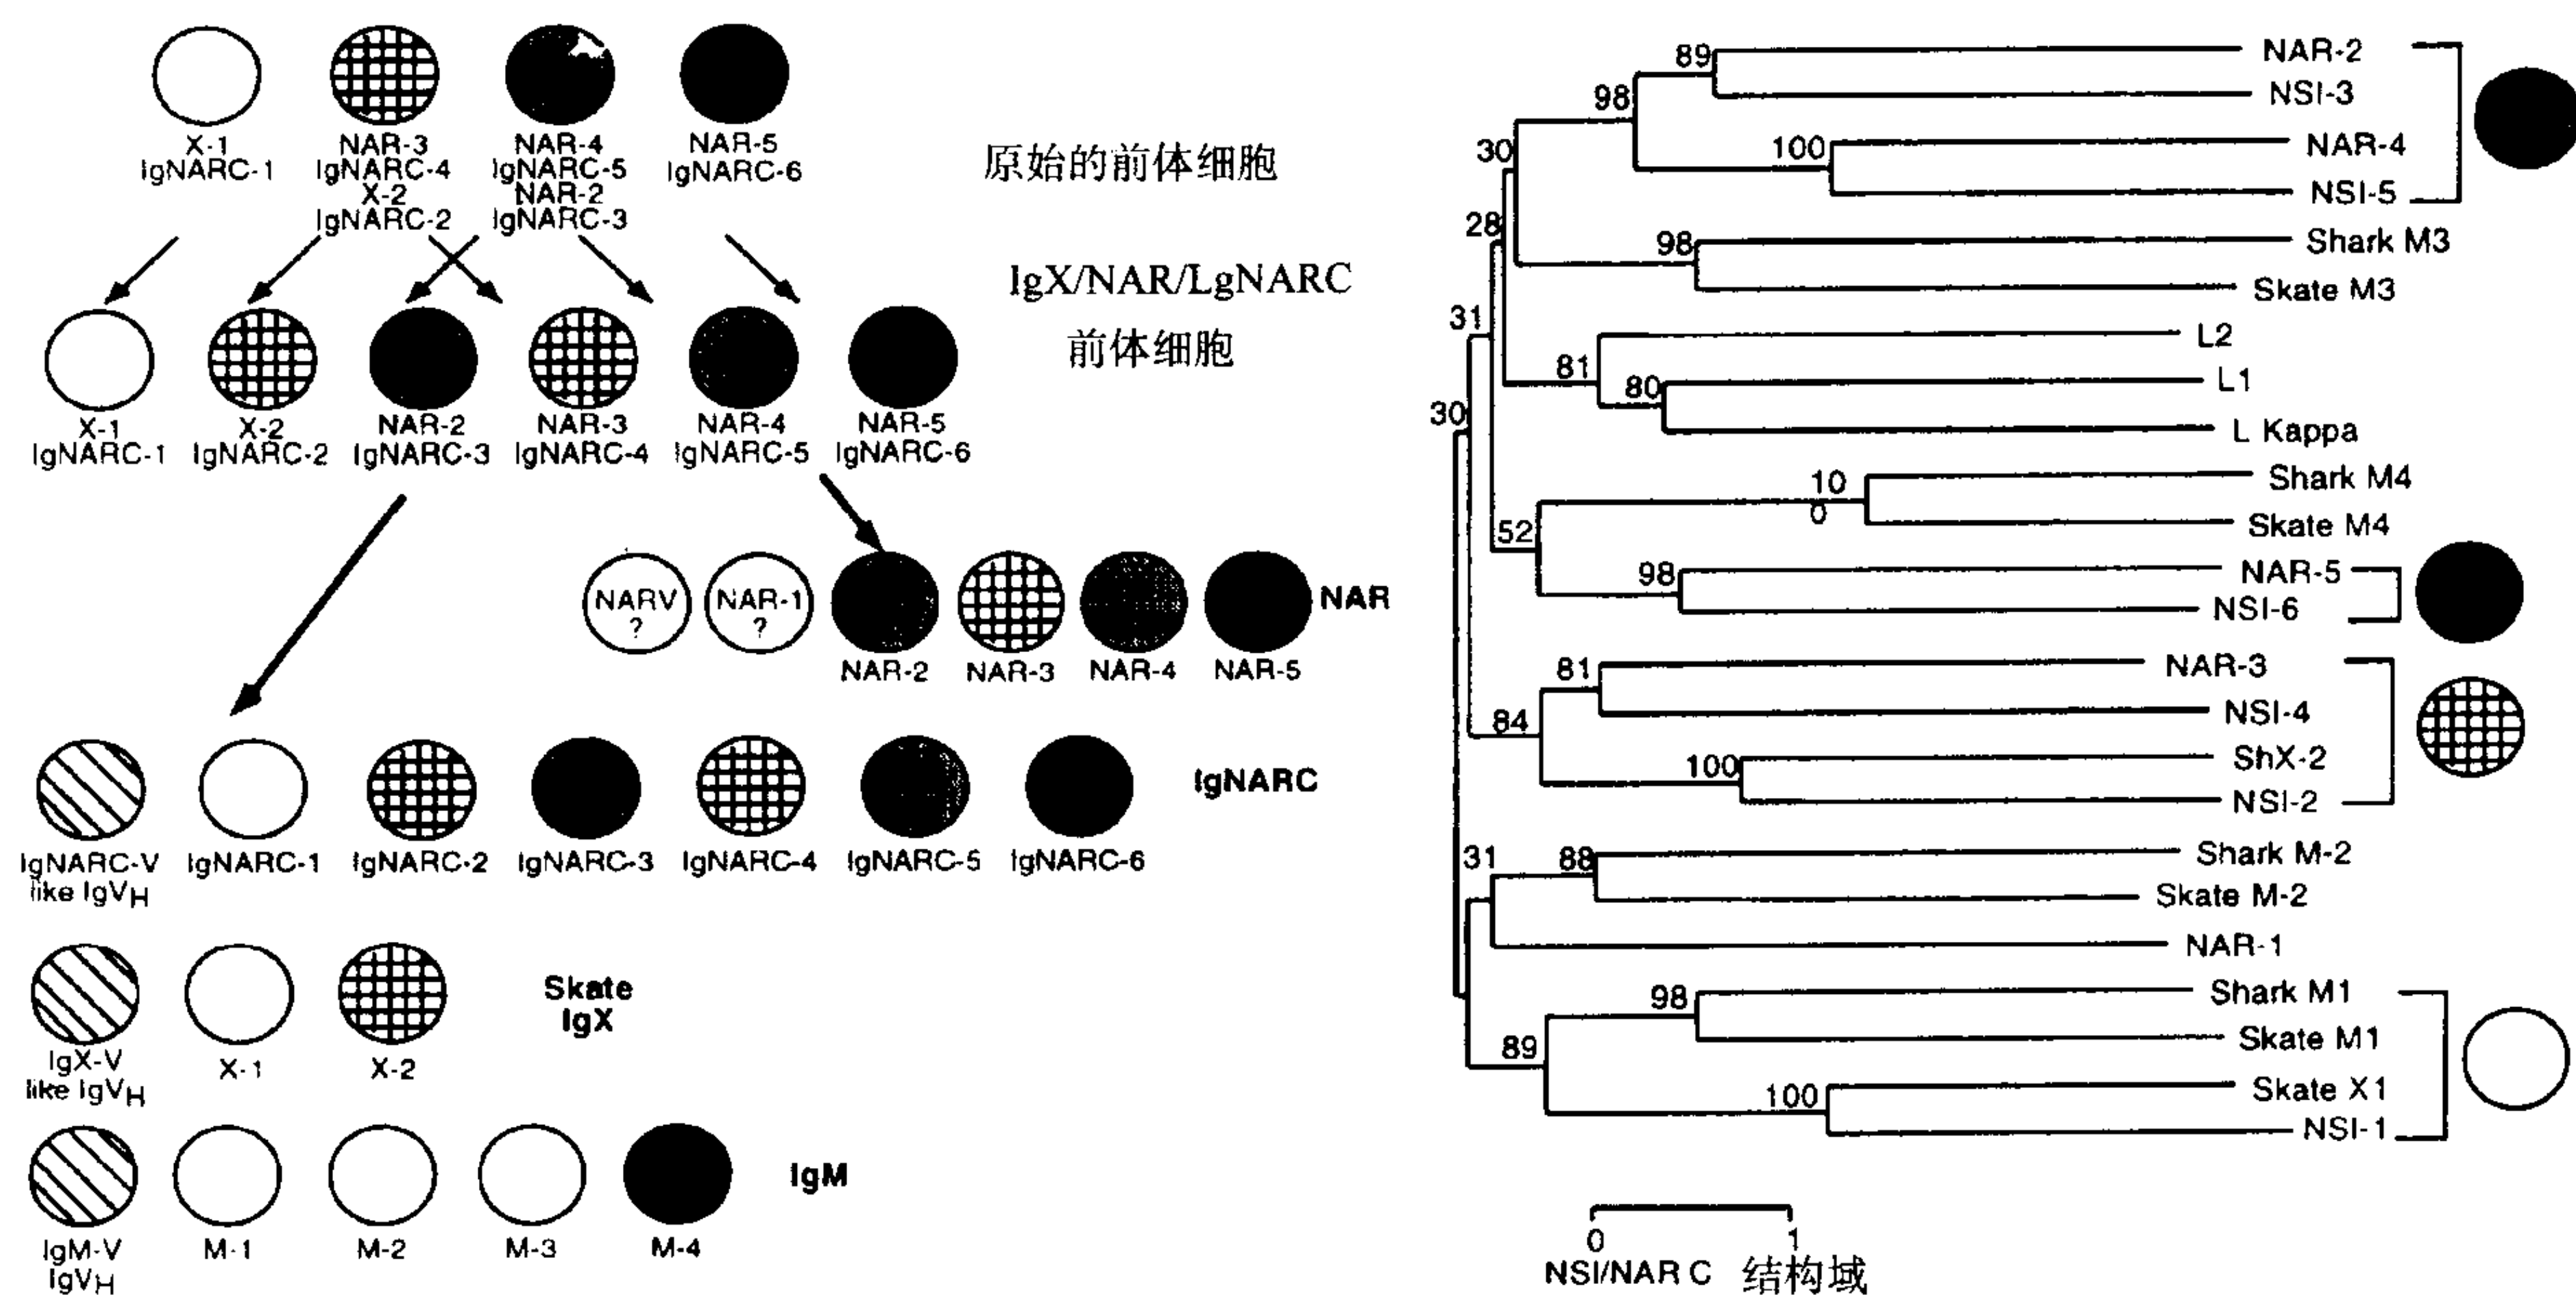 X-1
IgNARC-1
NAR-3
IgNARC-4
X-2
IgNARC-2
NAR-4
IgNARC-5
NAR-2
IgNARC-3
NAR-5
IgNARC-6
原始的前体细胞
IgX/NAR/LgNARC
前体细胞
X-1
IgNARC-1
X-2
IgNARC-2
NAR-2
IgNARC-3
NAR-3
IgNARC-4
NAR-4
IgNARC-5
NAR-5
IgNARC-6
NARV
?
NAR-1
?
NAR-2
NAR-3
NAR-4
NAR-5
NAR
IgNARC-V
like IgVH
IgNARC-1
IgNARC-2
IgNARC-3
IgNARC-4
IgNARC-5
IgNARC-6
IgNARC
IgX-V
like IgVH
X-1
X-2
Skate
IgX
IgM-V
IgVH
M-1
M-2
M-3
M-4
IgM
89
98
100
30
28
98
31
81
80
30
10
0
52
98
81
84
100
31
88
98
89
100
NAR-2
NSI-3
NAR-4
NSI-5
Shark M3
Skate M3
L2
L1
L Kappa
Shark M4
Skate M4
NAR-5
NSI-6
NAR-3
NSI-4
ShX-2
NSI-2
Shark M-2
Skate M-2
NAR-1
Shark M1
Skate M1
Skate X1
NSI-1
0 1
NSI/NAR C 结构域